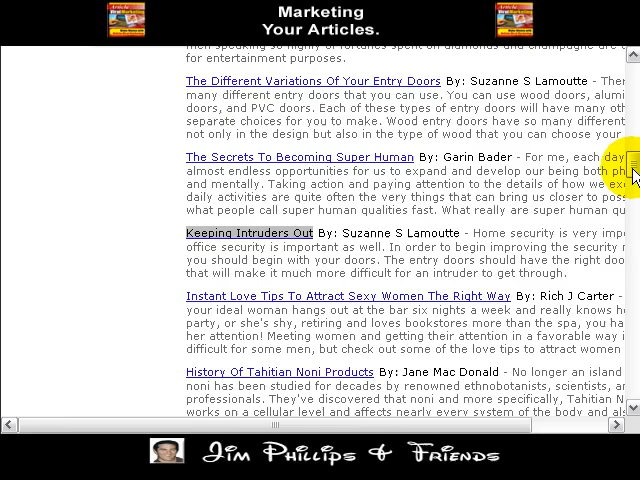 Marketing
Your Articles.
for entertainment purposes.
The Different Variations Of Your Entry Doors By: Suzanne S Lamoutte - Ther
many different entry doors that you can use. You can use wood doors, alumi
doors, and PVC doors. Each of these types of entry doors will have many oth
separate choices for you to make. Wood entry doors have so many different
not only in the design but also in the type of wood that you can choose your
The Secrets To Becoming Super Human By: Garin Bader - For me, each day
almost endless opportunities for us to expand and develop our being both ph
and mentally. Taking action and paying attention to the details of how we exe
daily activities are quite often the very things that can bring us closer to poss
what people call super human qualities fast. What really are super human qu
Keeping Intruders Out By: Suzanne S Lamoutte - Home security is very impo
office security is important as well. In order to begin improving the security m
you should begin with your doors. The entry doors should have the right doo
that will make it much more difficult for an intruder to get through.
Instant Love Tips To Attract Sexy Women The Right Way By: Rich J Carter -
your ideal woman hangs out at the bar six nights a week and really knows ho
party, or she's shy, retiring and loves bookstores more than the spa, you ha
her attention! Meeting women and getting their attention in a favorable way i
difficult for some men, but check out some of the love tips to attract women
History Of Tahitian Noni Products By: Jane Mac Donald - No longer an island
noni has been studied for decades by renowned ethnobotanists, scientists, ar
professionals. They've discovered that noni and more specifically, Tahitian N
works on a cellular level and affects nearly every system of the body and als
Jim Phillips & Friends